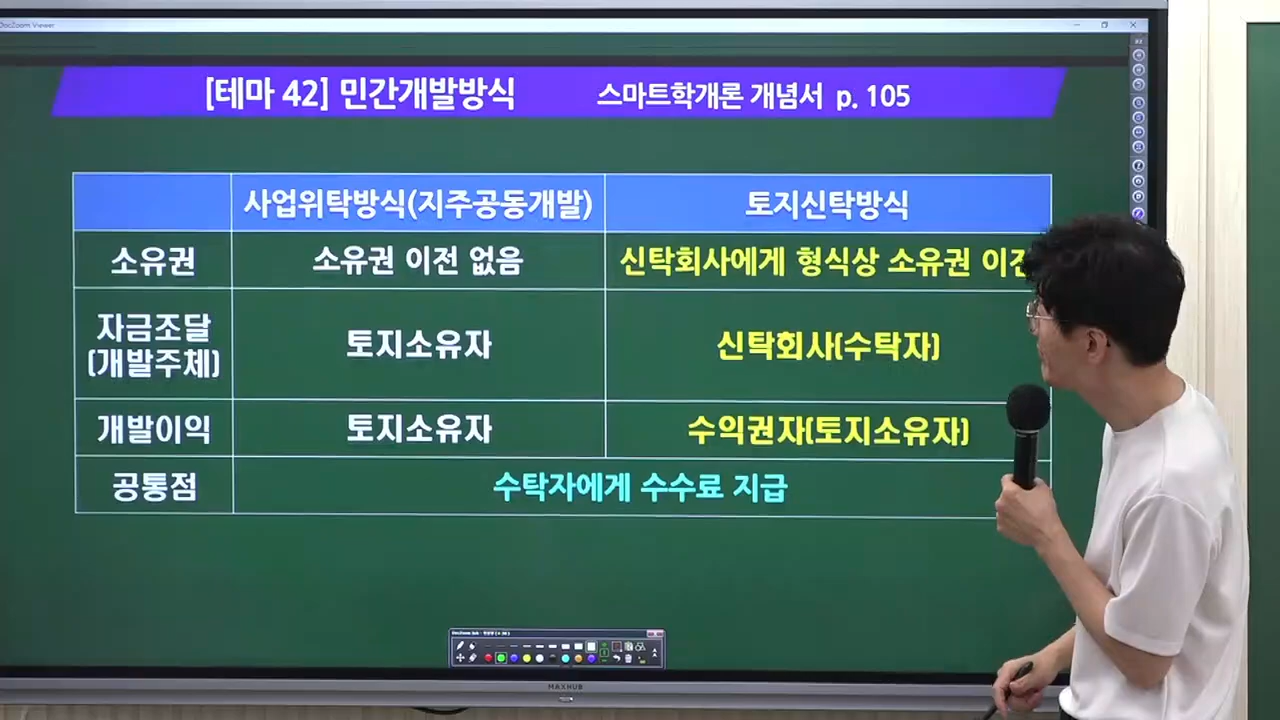 DocZoom Viewer
[테마 42] 민간개발방식 스마트학개론 개념서 p. 105
사업위탁방식(지주공동개발) 토지신탁방식
소유권 소유권 이전 없음 신탁회사에게 형식상 소유권 이전
자금조달
(개발주체) 토지소유자 신탁회사(수탁자)
개발이익 토지소유자 수익권자(토지소유자)
공통점 수탁자에게 수수료 지급
MAXHUB